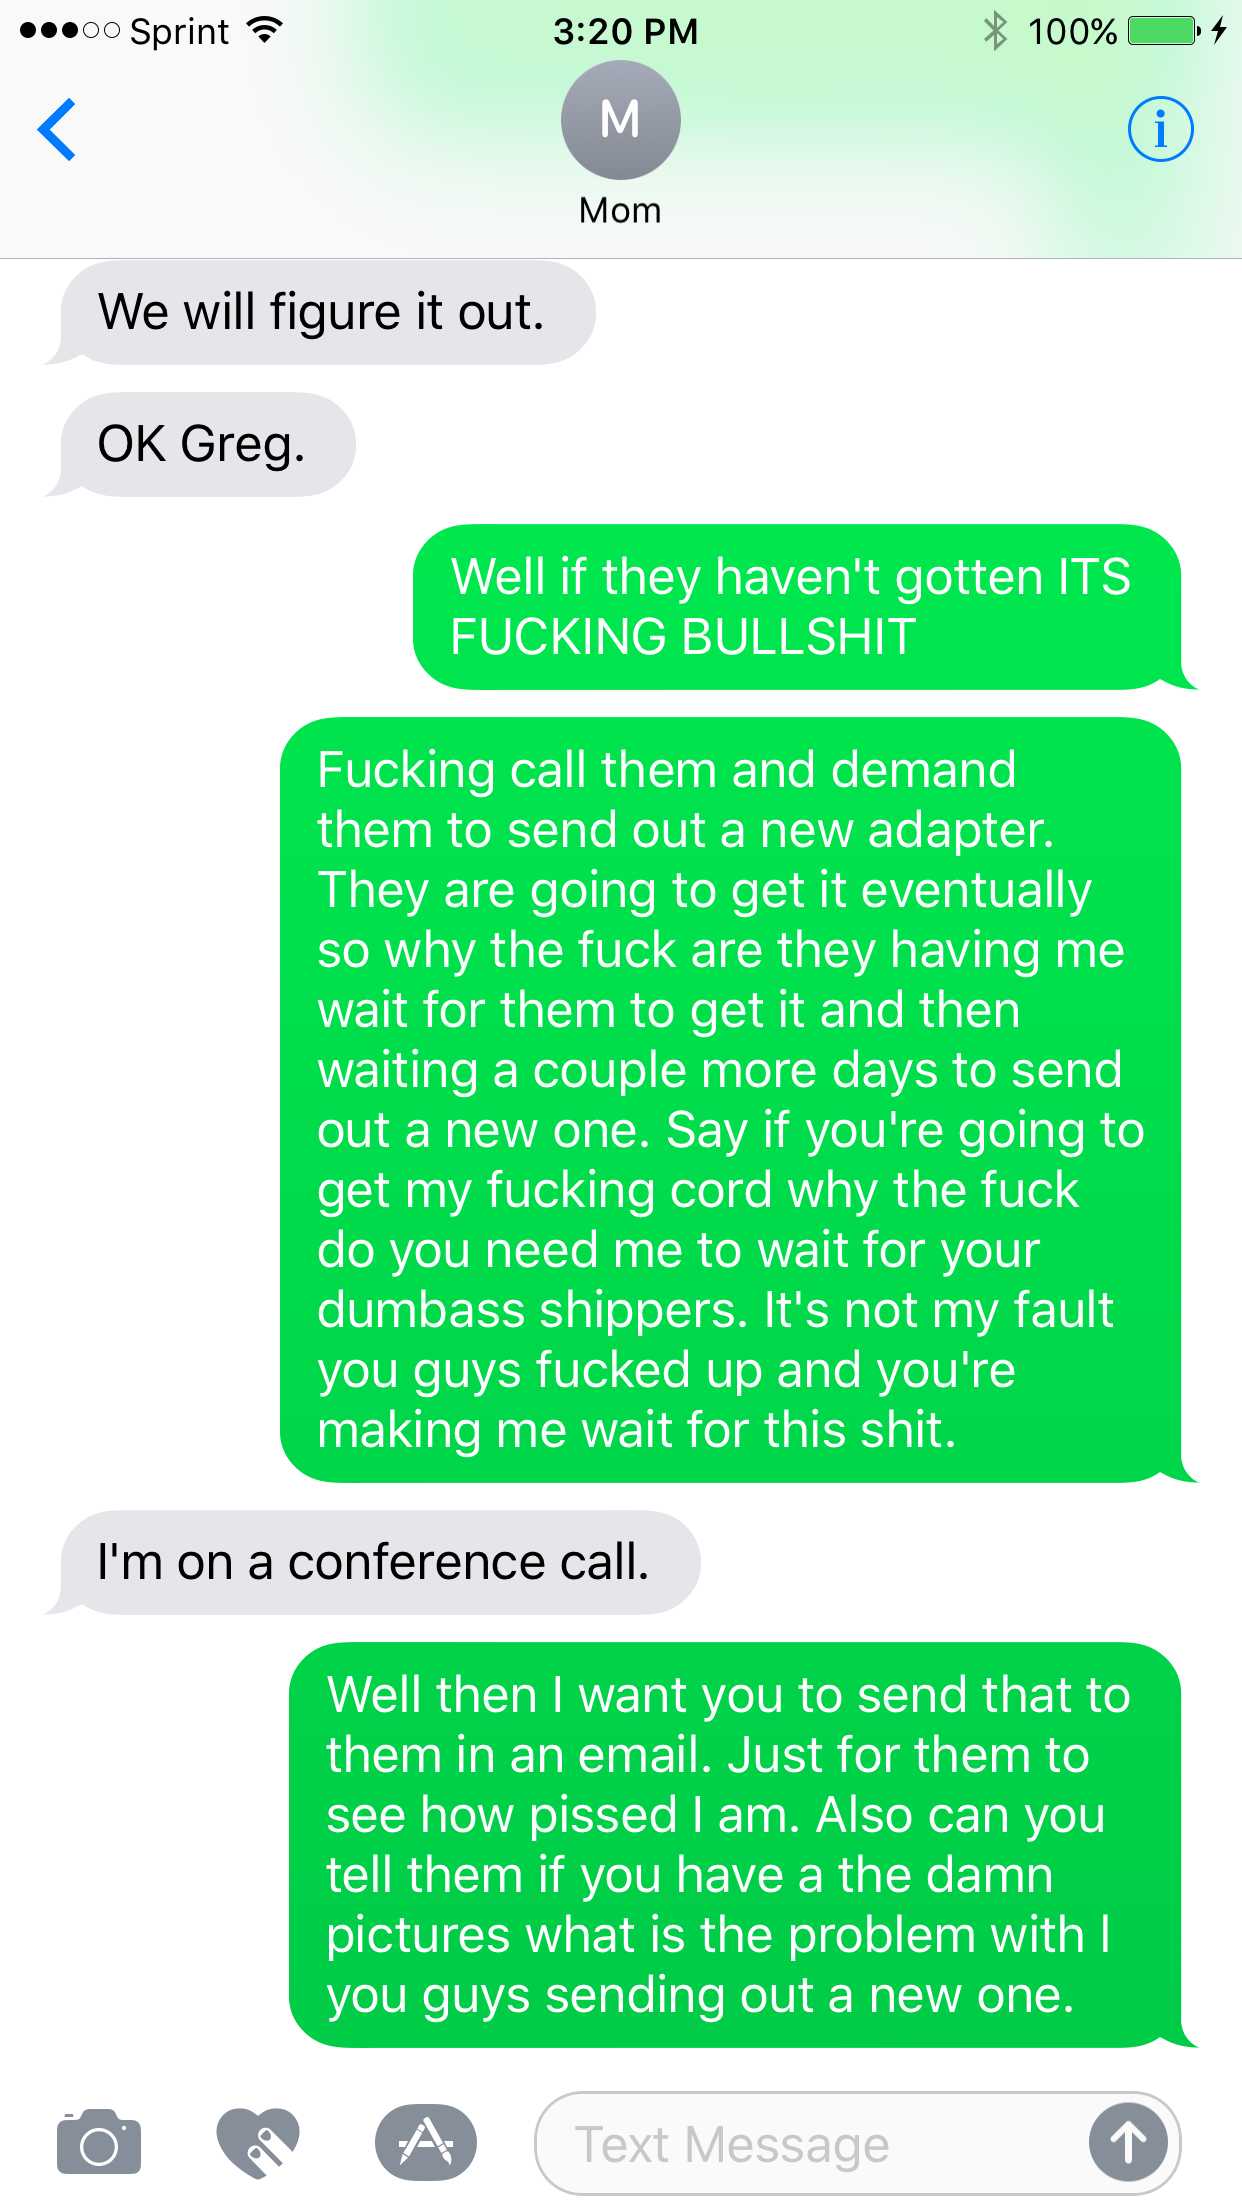 Sprint 3:20 PM 100%
M
Mom
We will figure it out.
OK Greg.
Well if they haven't gotten ITS
FUCKING BULLSHIT
Fucking call them and demand
them to send out a new adapter.
They are going to get it eventually
so why the fuck are they having me
wait for them to get it and then
waiting a couple more days to send
out a new one. Say if you're going to
get my fucking cord why the fuck
do you need me to wait for your
dumbass shippers. It's not my fault
you guys fucked up and you're
making me wait for this shit.
I'm on a conference call.
Well then I want you to send that to
them in an email. Just for them to
see how pissed I am. Also can you
tell them if you have a the damn
pictures what is the problem with I
you guys sending out a new one.
Text Message